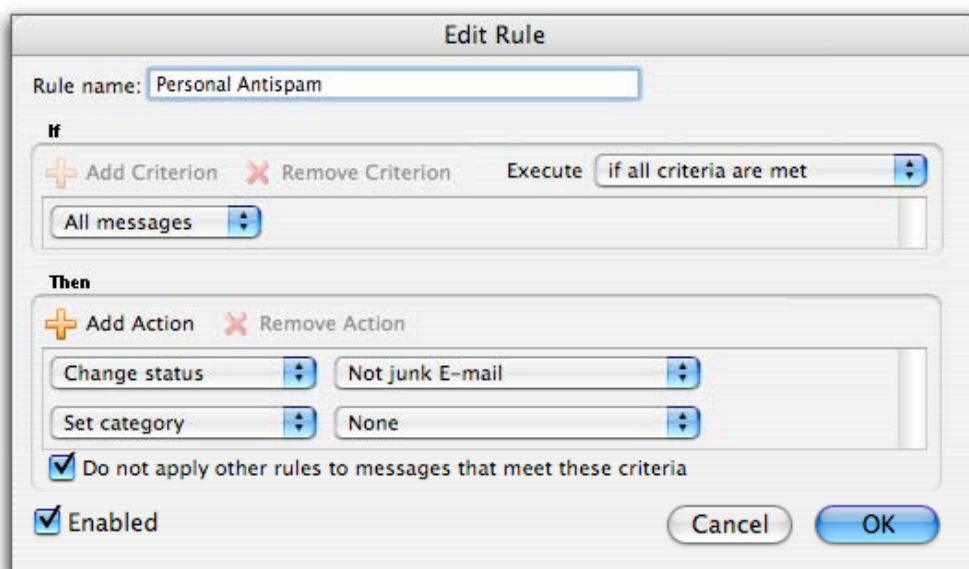 Edit Rule
Rule name: Personal Antispam
If
Add Criterion Remove Criterion Execute if all criteria are met
All messages
Then
Add Action Remove Action
Change status Not junk E-mail
Set category None
Do not apply other rules to messages that meet these criteria
Enabled Cancel OK